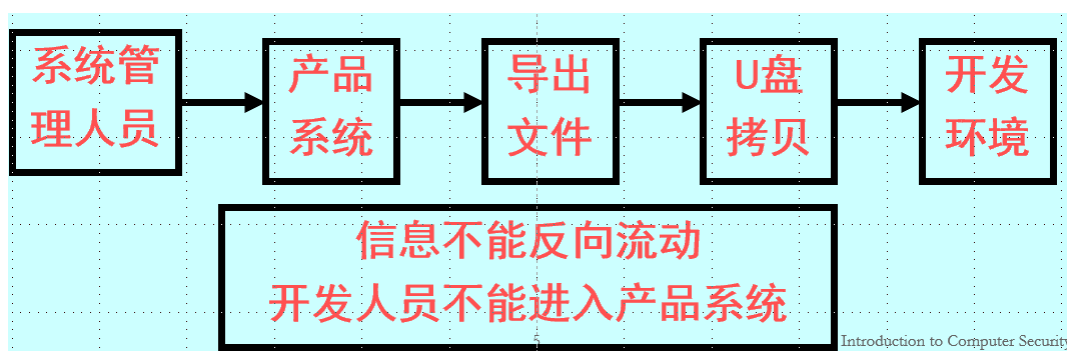 系统管
理人员
产品
系统
导出
文件
U盘
拷贝
开发
环境
信息不能反向流动
开发人员不能进入产品系统
5
Introduction to Computer Security